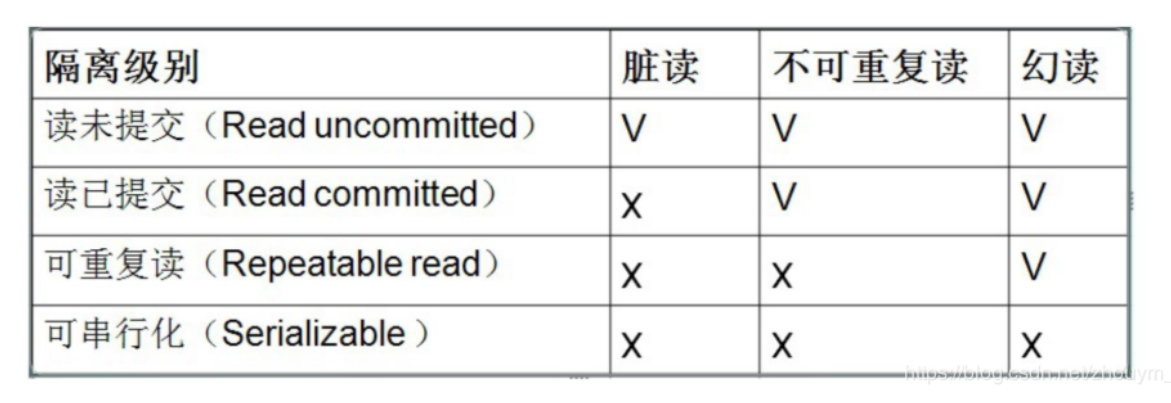 隔离级别 脏读 不可重复读 幻读
读未提交（Read uncommitted） V V V
读已提交（Read committed） x V V
可重复读（Repeatable read） x x V
可串行化（Serializable ） x x x
https://blog.csdn.net/zhouym_